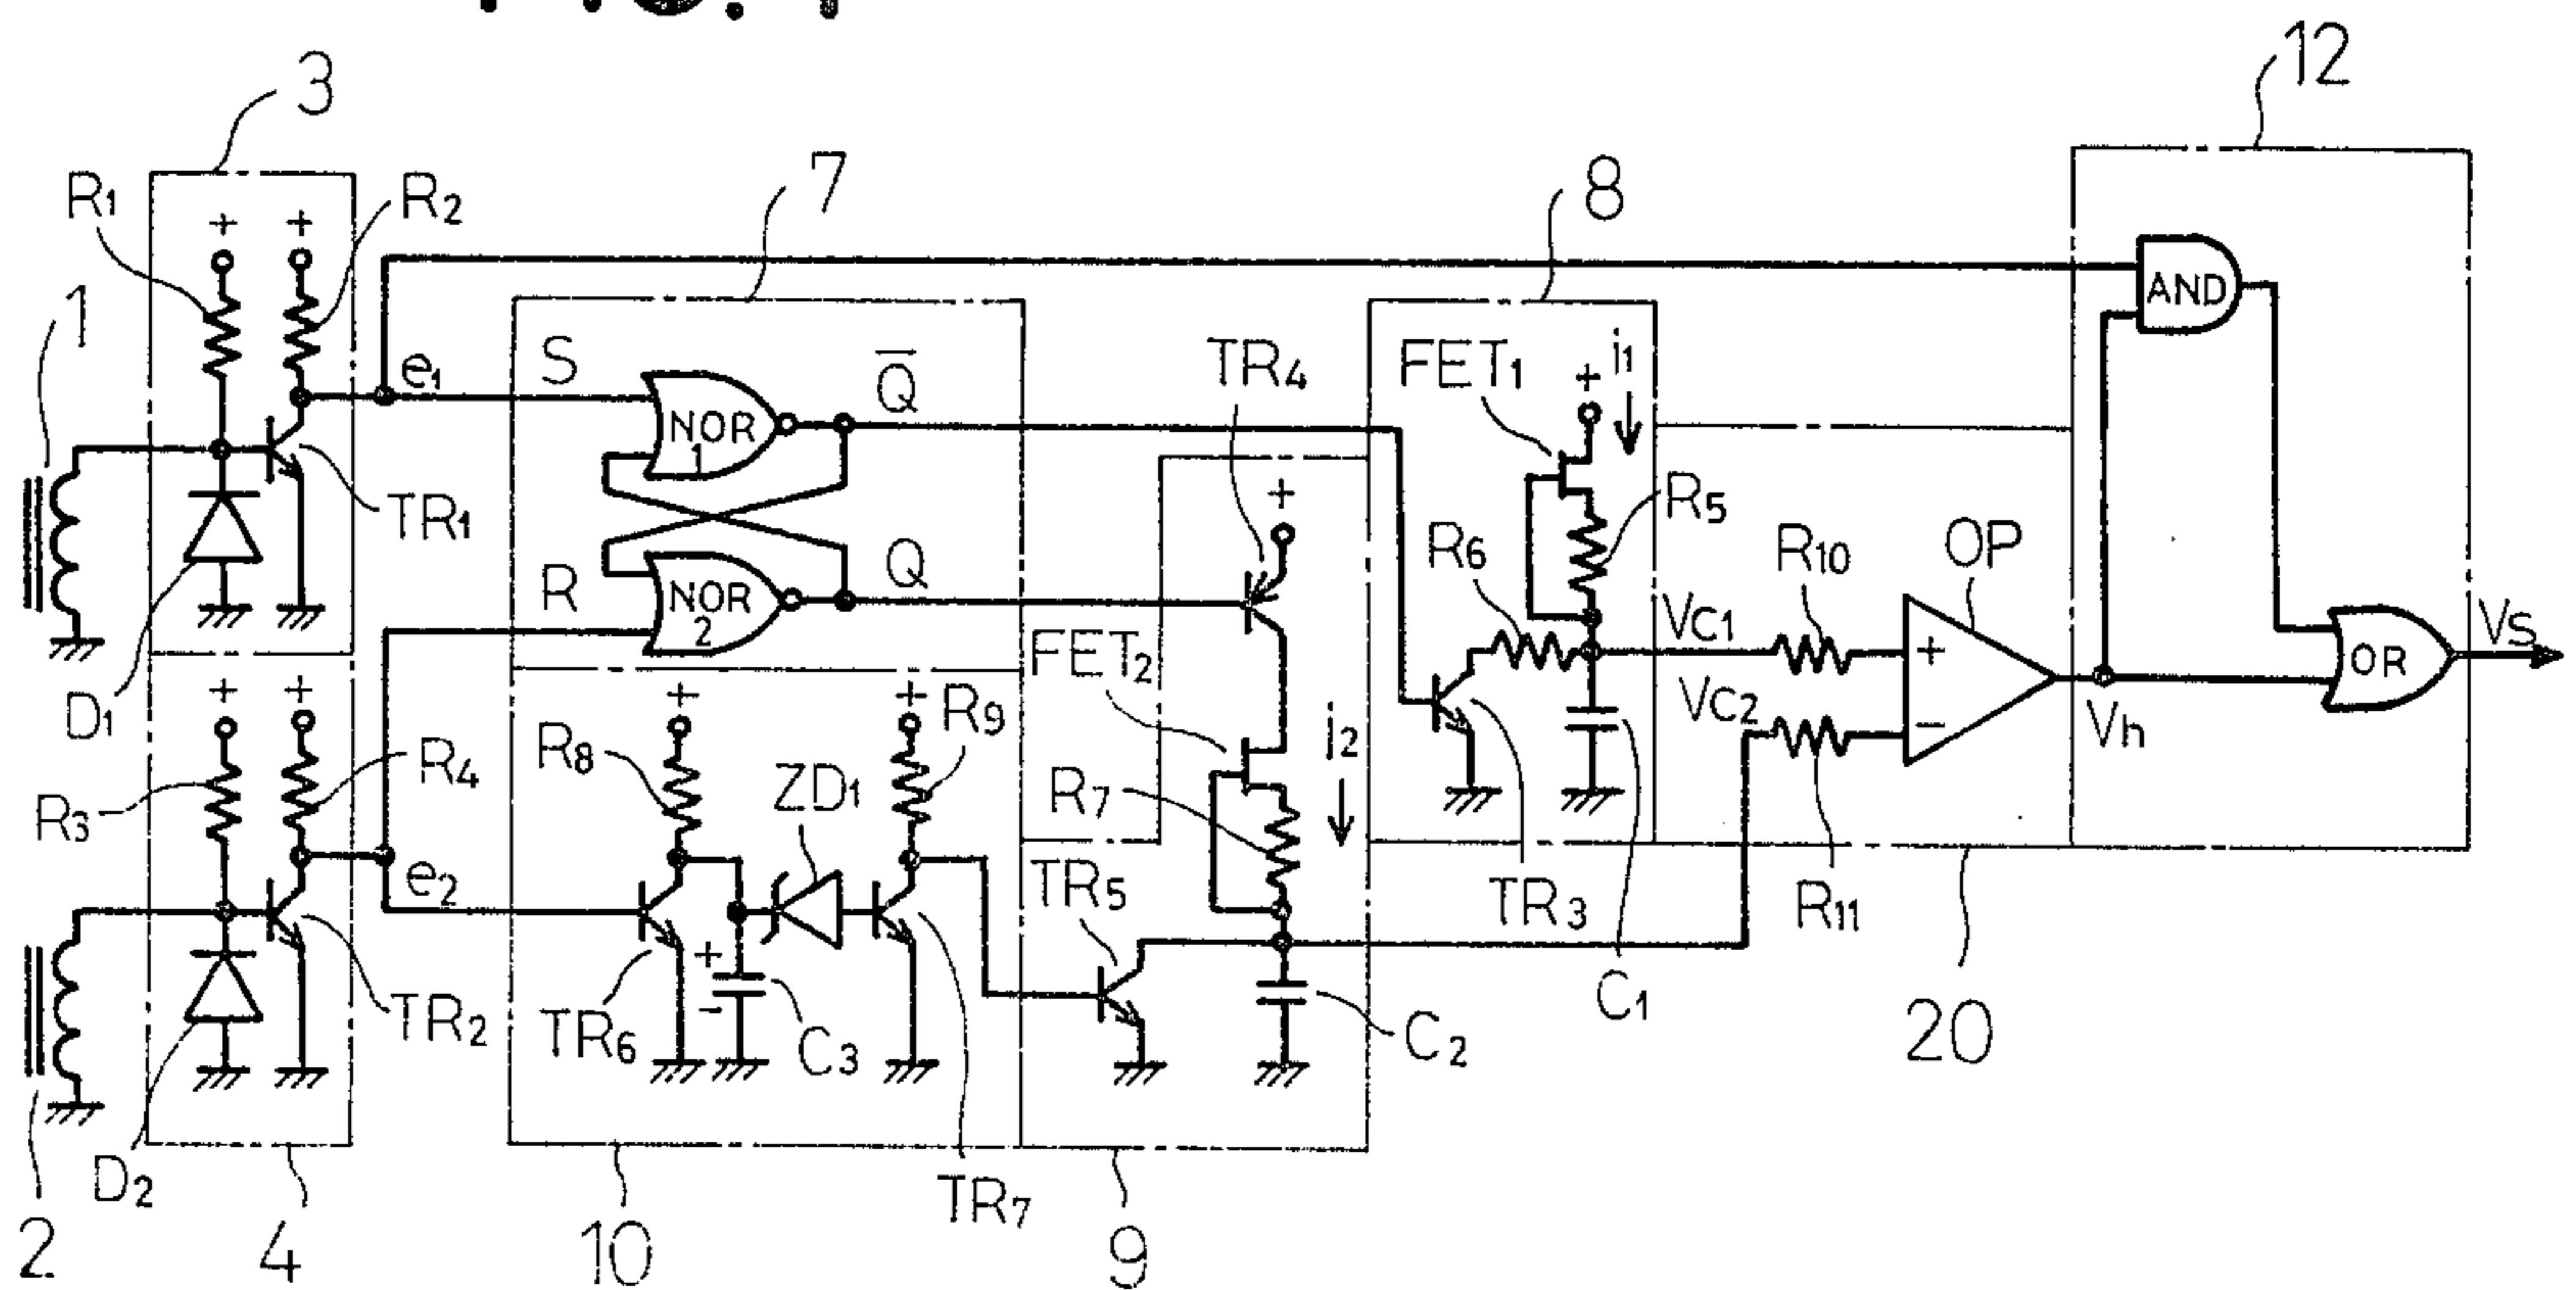 12
3
7
8
R1
+
+
R2
1
e1
S
NOR
1
Q̅
TR4
FET1
+
i1
AND
TR1
+
R5
R6
R10
OP
R
NOR
2
Q
FET2
VC1
+
VS
OR
D1
+
+
+
+
R9
VC2
−
Vh
R3
R4
R8
ZD1
R7
i2
e2
TR5
TR3
R11
+
−
TR2
TR6
C3
C2
C1
20
D2
TR7
2
4
10
9